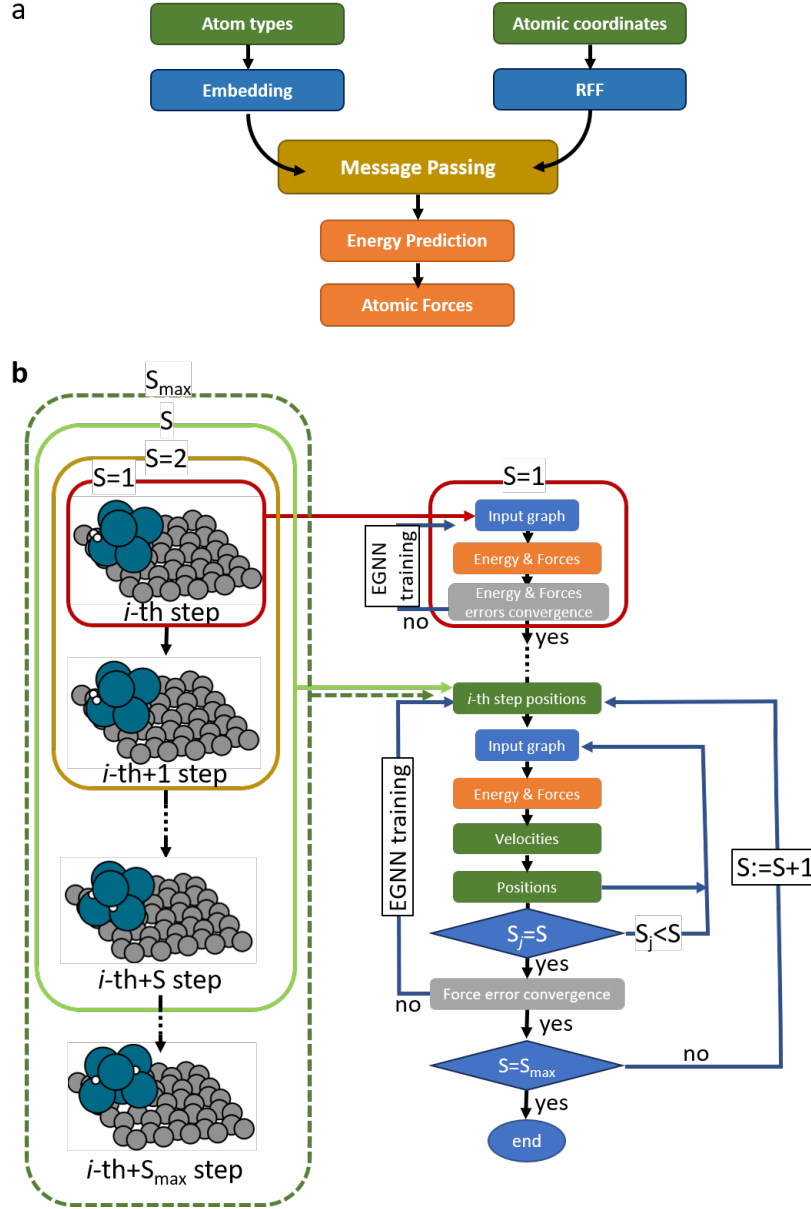 a
Atom types
Atomic coordinates
Embedding
RFF
Message Passing
Energy Prediction
Atomic Forces
b
Smax
S
S=2
S=1
i-th step
i-th+1 step
i-th+S step
i-th+Smax step
S=1
Input graph
Energy & Forces
Energy & Forces
errors convergence
EGNN
training
no
yes
i-th step positions
Input graph
Energy & Forces
Velocities
Positions
Sj=S
Sj<S
yes
EGNN training
no
Force error convergence
yes
S:=S+1
S=Smax
no
yes
end